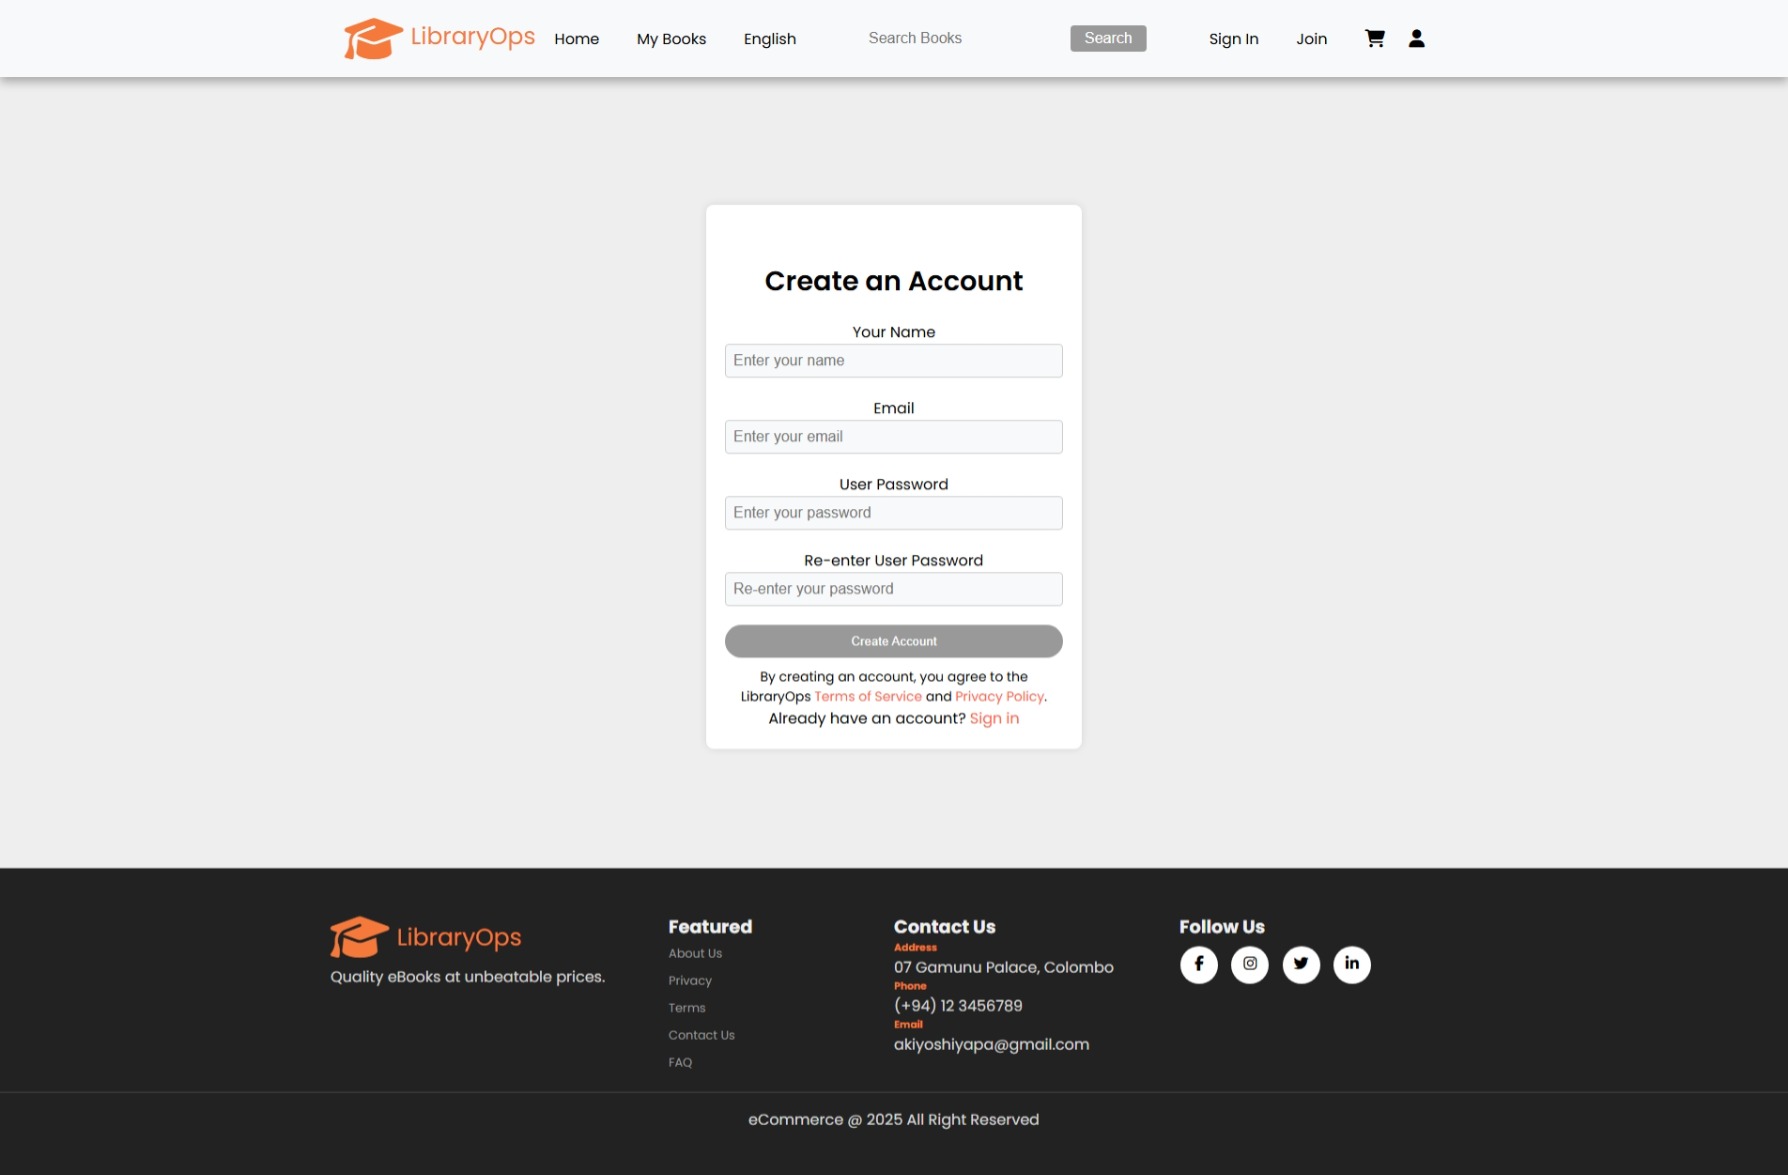 LibraryOps
Home
My Books
English
Search Books
Search
Sign In
Join
Create an Account
Your Name
Enter your name
Email
Enter your email
User Password
Enter your password
Re-enter User Password
Re-enter your password
Create Account
By creating an account, you agree to the
LibraryOps Terms of Service and Privacy Policy.
Already have an account? Sign in
LibraryOps
Quality eBooks at unbeatable prices.
Featured
About Us
Privacy
Terms
Contact Us
FAQ
Contact Us
Address
07 Gamunu Palace, Colombo
Phone
(+94) 12 3456789
Email
akiyoshiyapa@gmail.com
Follow Us
eCommerce @ 2025 All Right Reserved